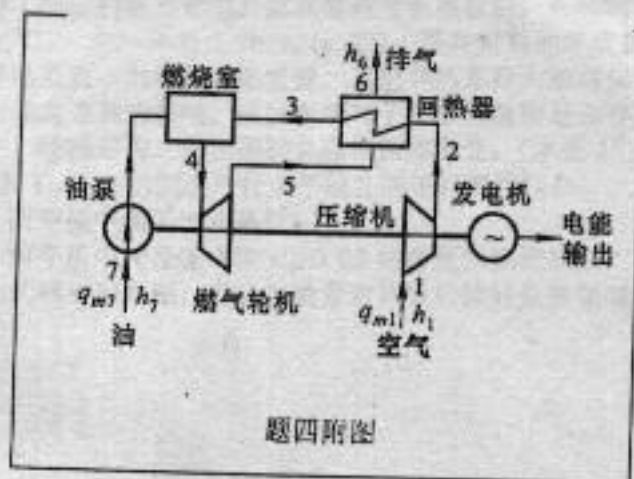 h6 排气
6
燃烧室
3
回热器
4
5
2
油泵
发电机
压缩机
~
电能
输出
7
qm7 h7
燃气轮机
1
qm1 h1
油
空气
题四附图